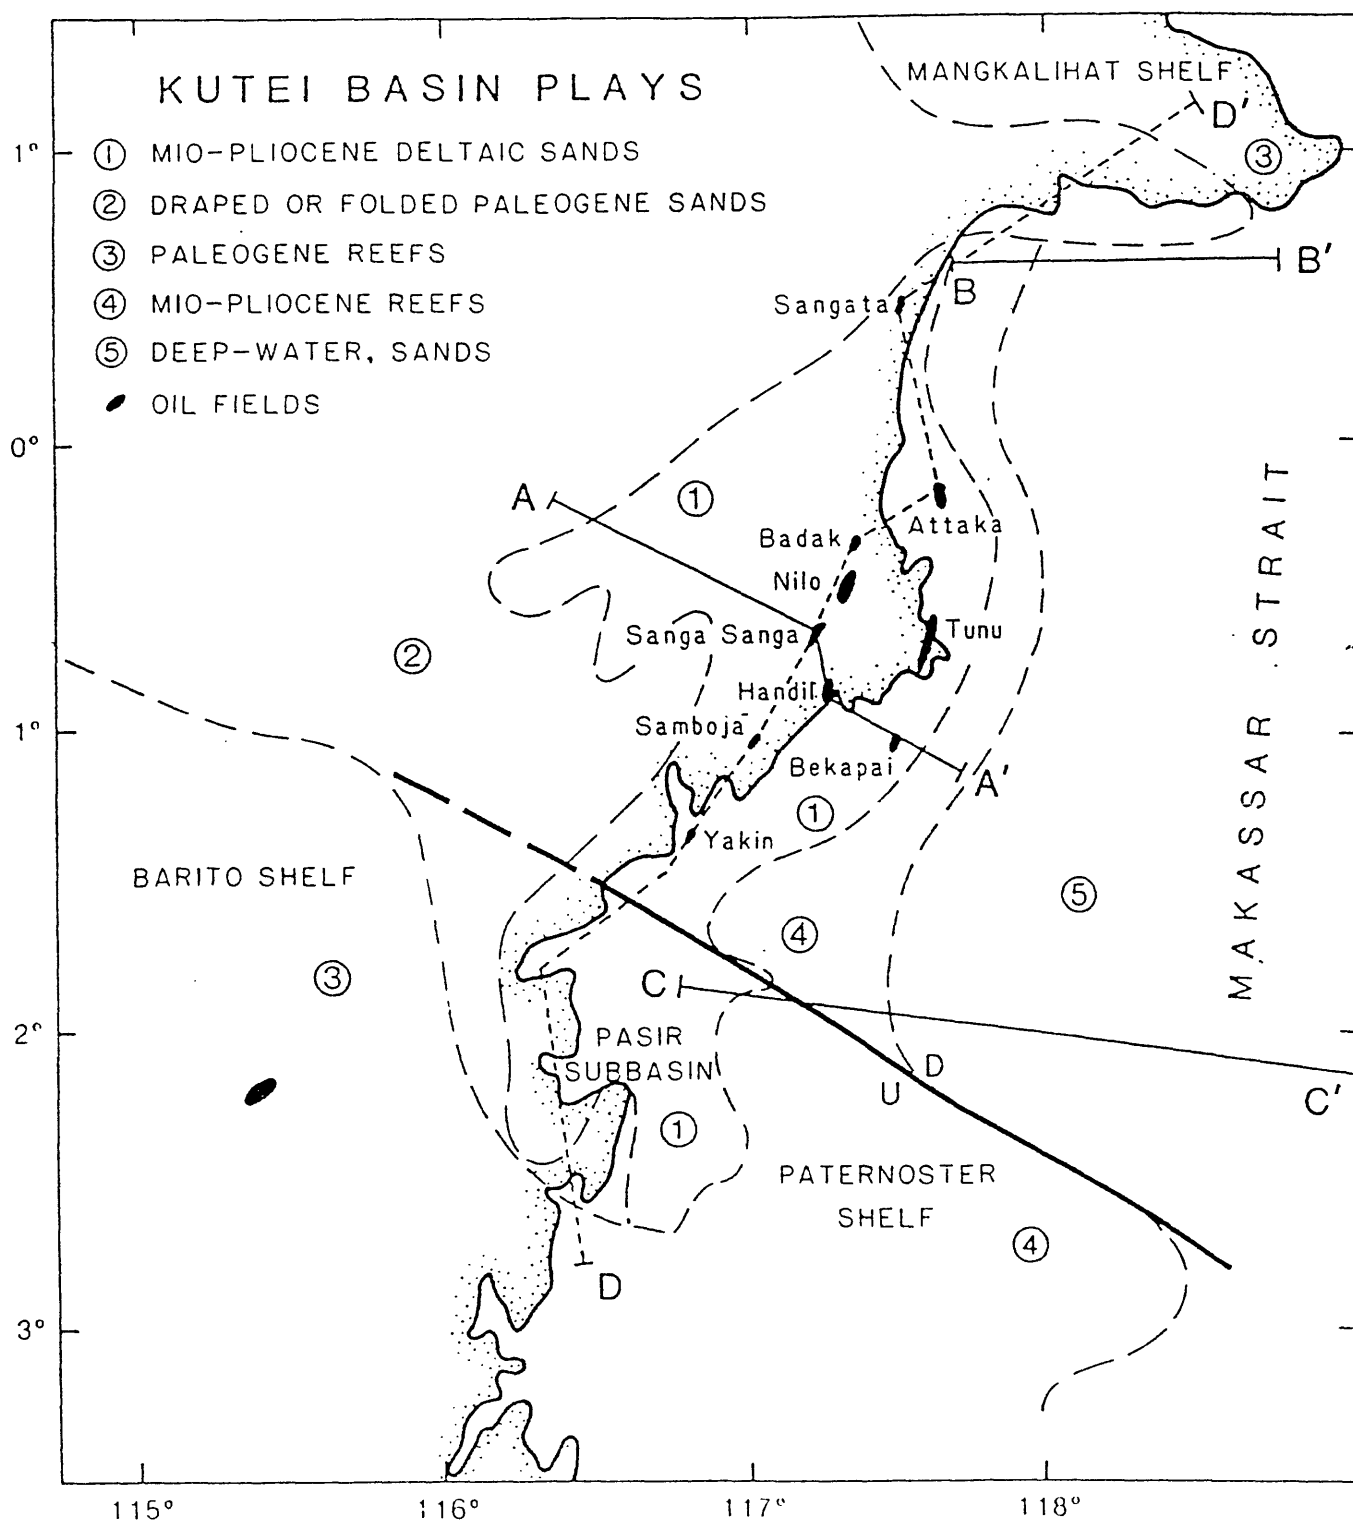 KUTEI BASIN PLAYS
① MIO-PLIOCENE DELTAIC SANDS
② DRAPED OR FOLDED PALEOGENE SANDS
③ PALEOGENE REEFS
④ MIO-PLIOCENE REEFS
⑤ DEEP-WATER, SANDS
OIL FIELDS
MANGKALIHAT SHELF
D'
③
1°
B'
B
Sangata
0°
A
①
Attaka
Badak
Nilo
Sanga Sanga
Tunu
②
Handil
Samboja
1°
Bekapai
A'
①
Yakin
MAKASSAR STRAIT
BARITO SHELF
⑤
④
③
C
2°
PASIR
SUBBASIN
D
U
C'
①
PATERNOSTER
SHELF
④
D
3°
115°
116°
117°
118°